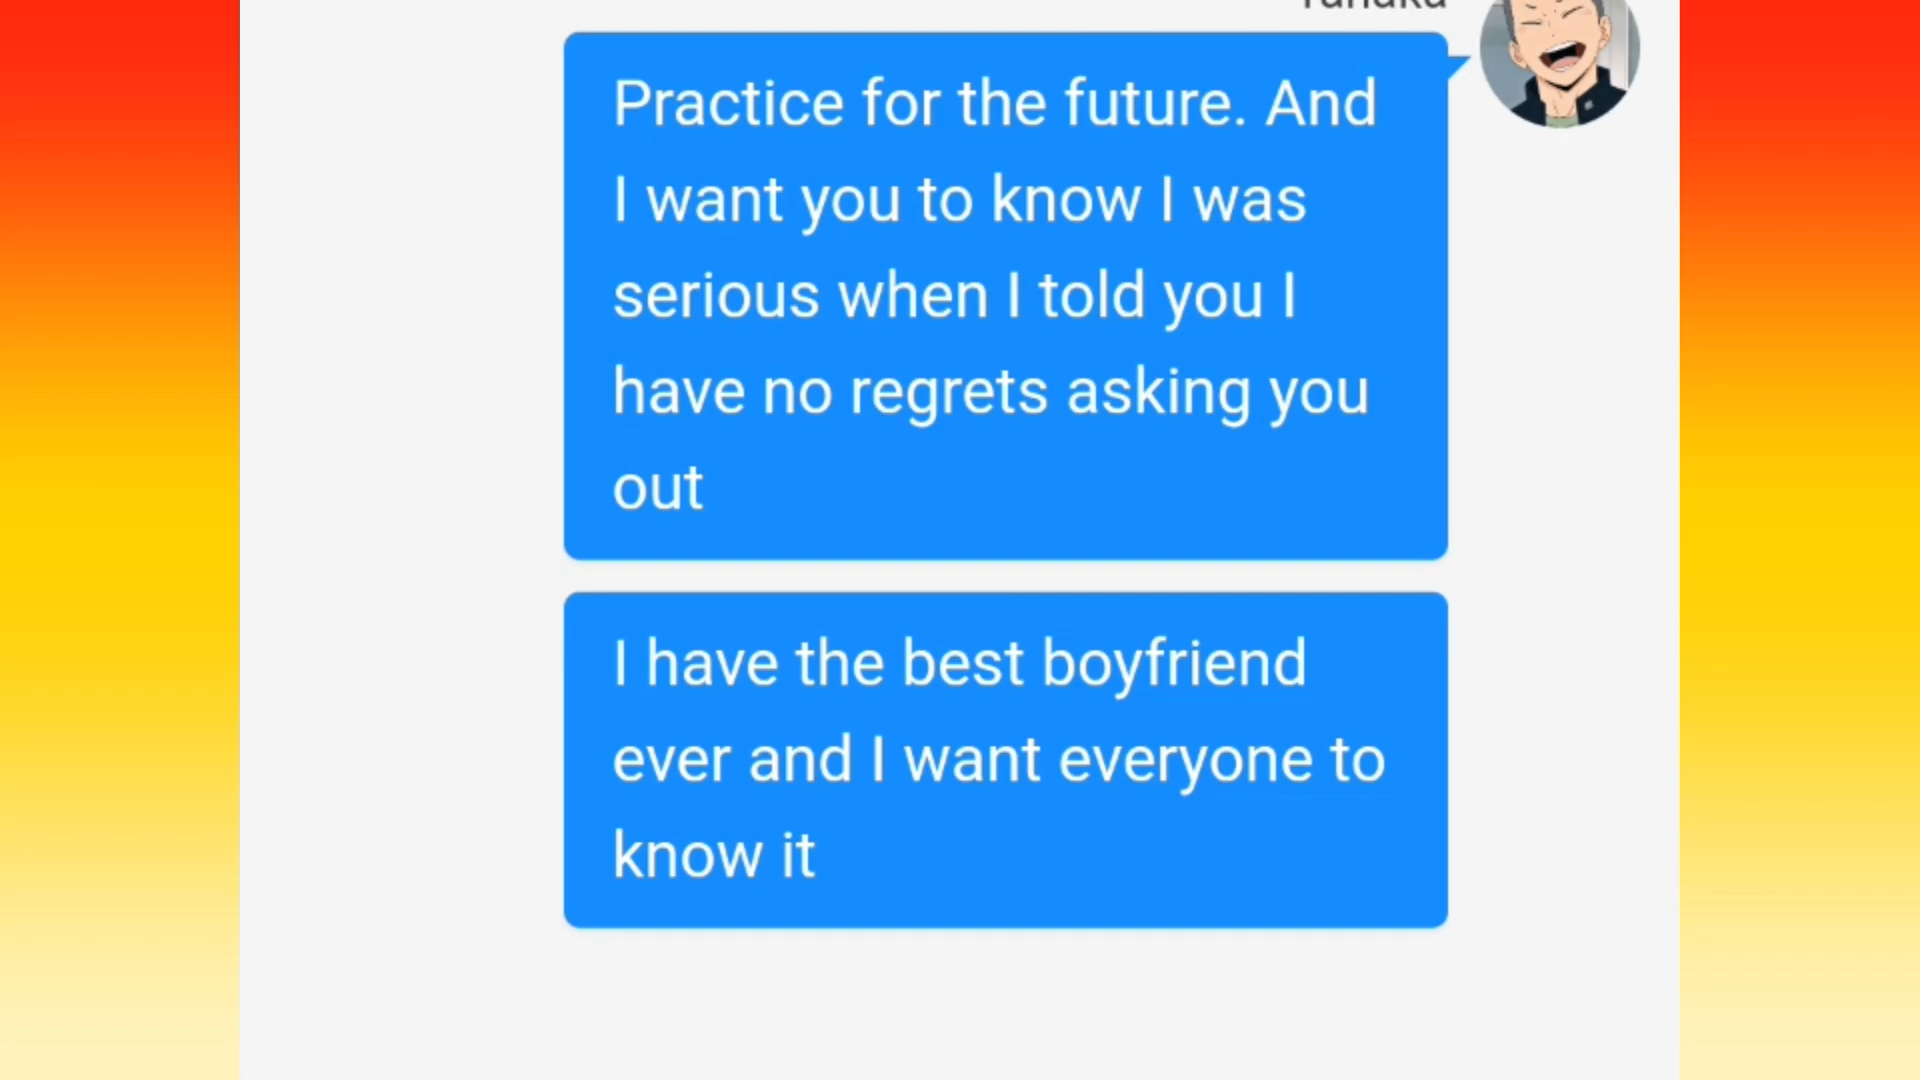 Tanaka
Practice for the future. And
I want you to know I was
serious when I told you I
have no regrets asking you
out
I have the best boyfriend
ever and I want everyone to
know it